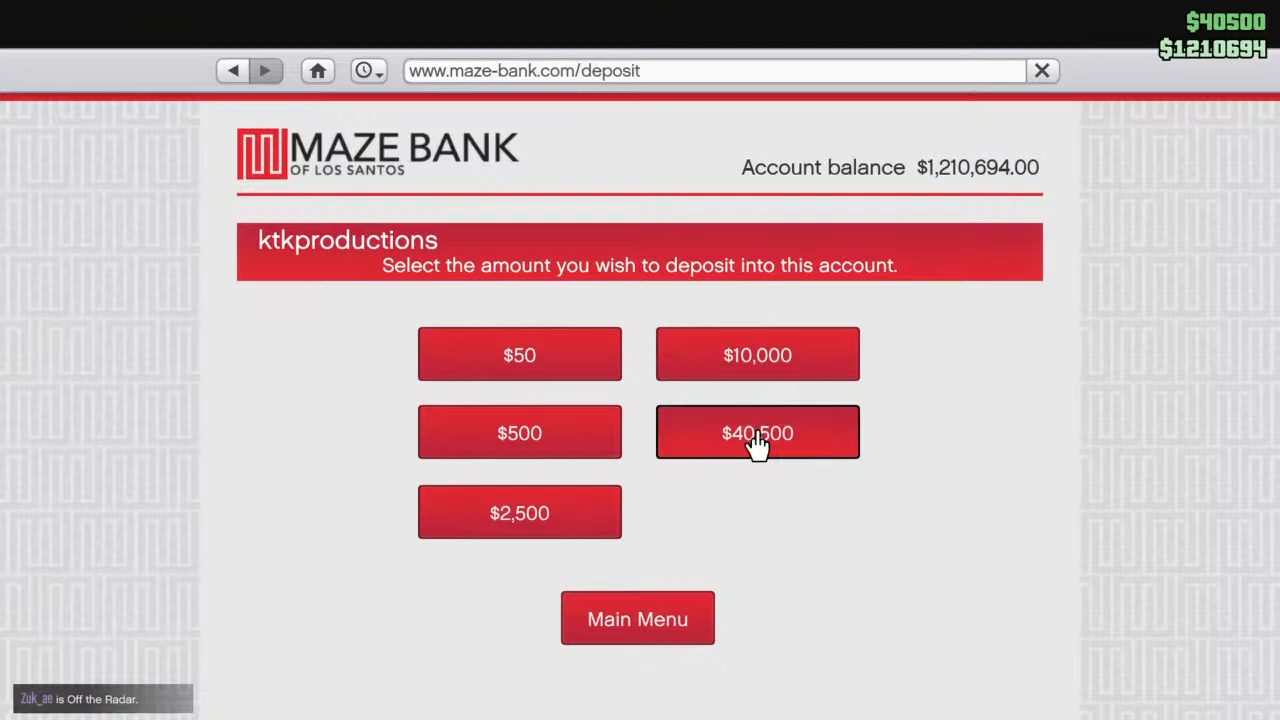 $40500
$1210694
www.maze-bank.com/deposit
MAZE BANK
OF LOS SANTOS
Account balance $1,210,694.00
ktkproductions
Select the amount you wish to deposit into this account.
$50
$10,000
$500
$40,500
$2,500
Main Menu
Zuk_ae is Off the Radar.